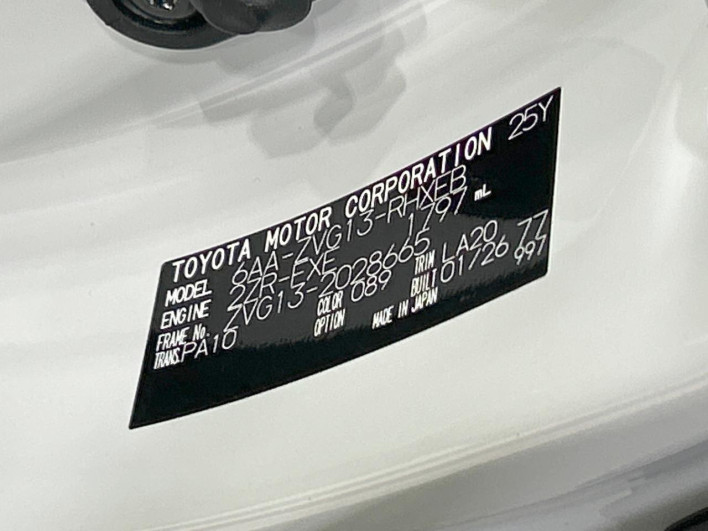 TOYOTA MOTOR CORPORATION 25Y
MODEL 6AA-ZVG13-RHXEB
ENGINE 2ZR-FXE 1797 mL
FRAME No. ZVG13-2028665
COLOR 089 TRIM LA20 77
TRANS. PA10 OPTION BUILT 01726 997
MADE IN JAPAN